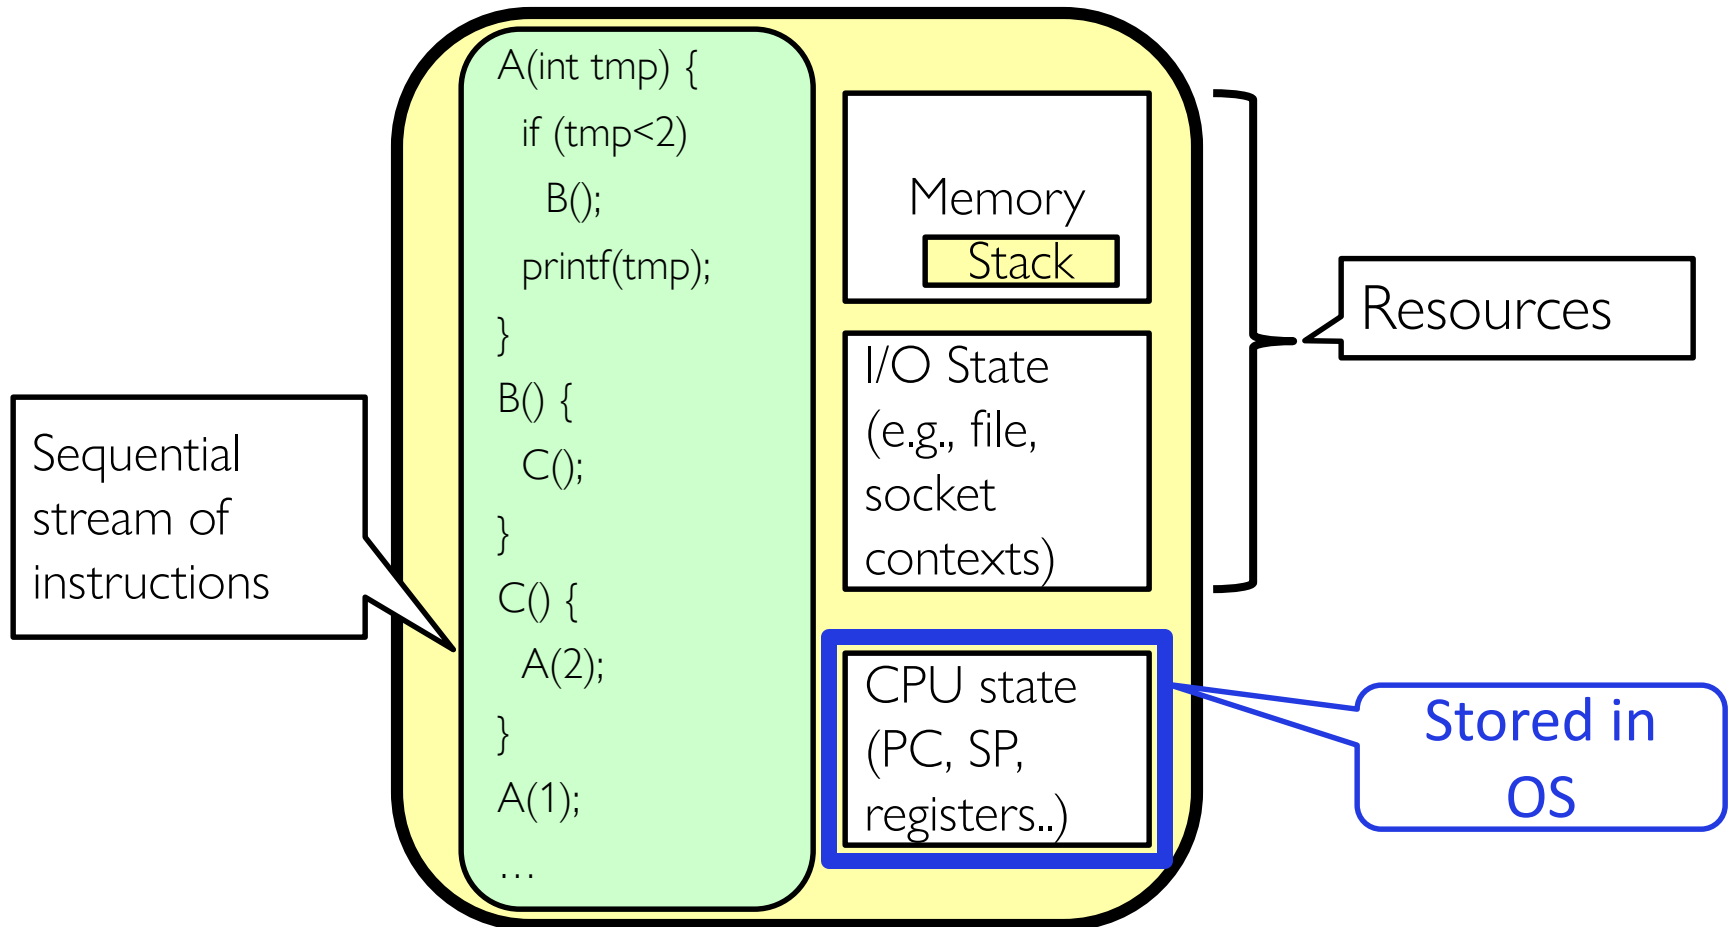 A(int tmp) {
if (tmp<2)
B();
printf(tmp);
}
B() {
C();
}
C() {
A(2);
}
A(1);
…
Sequential
stream of
instructions
Memory
Stack
I/O State
(e.g., file,
socket
contexts)
CPU state
(PC, SP,
registers..)
Resources
Stored in
OS